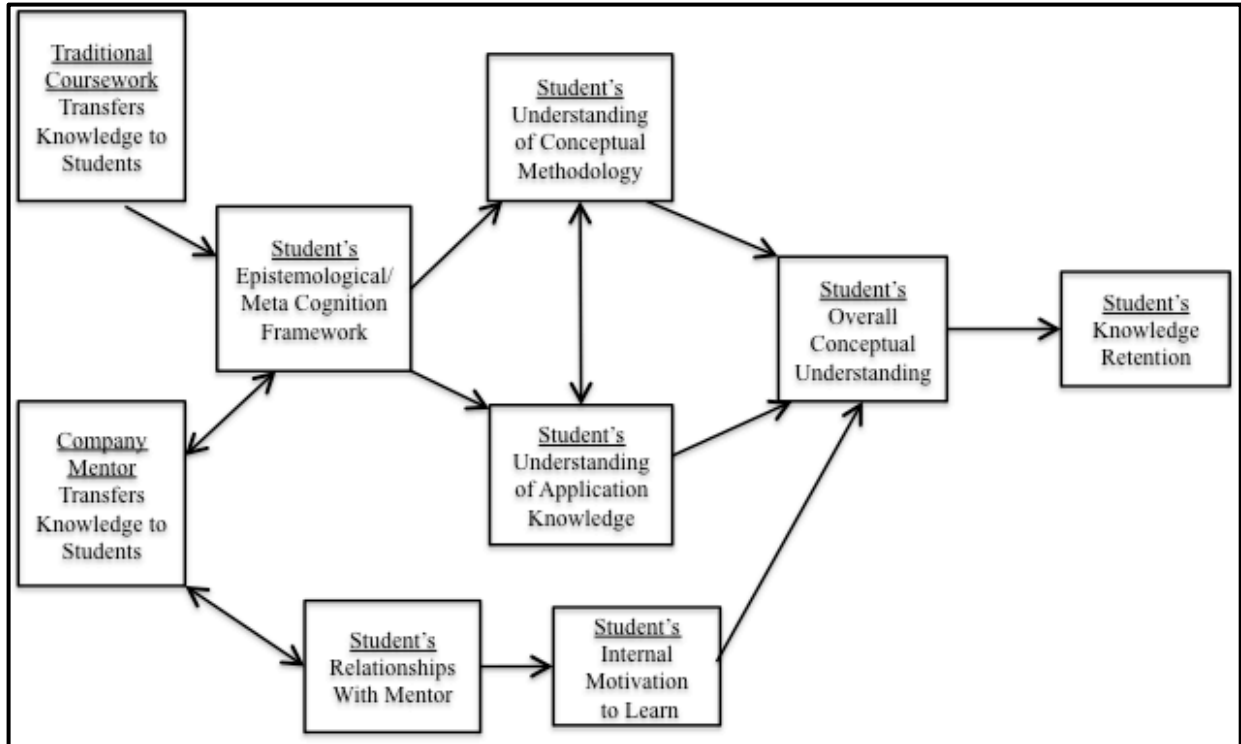 Traditional
Coursework
Transfers
Knowledge to
Students
Student's
Epistemological/
Meta Cognition
Framework
Student's
Understanding
of Conceptual
Methodology
Student's
Overall
Conceptual
Understanding
Student's
Knowledge
Retention
Company
Mentor
Transfers
Knowledge to
Students
Student's
Understanding
of Application
Knowledge
Student's
Relationships
With Mentor
Student's
Internal
Motivation
to Learn